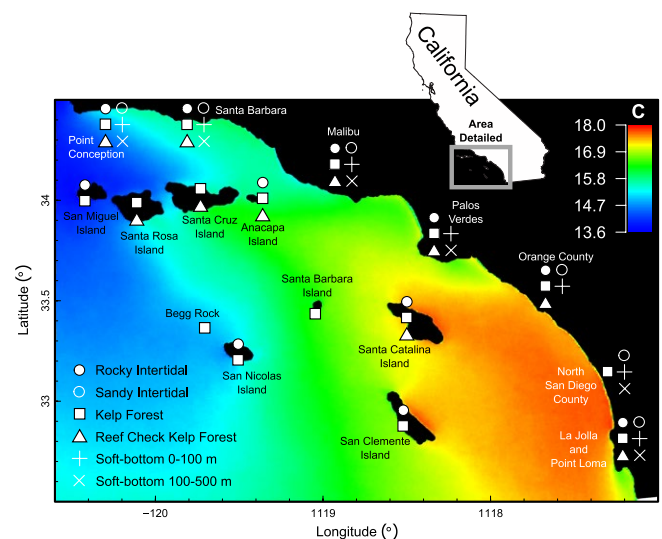 California
Area
Detailed
C
18.0
16.9
15.8
14.7
13.6
Santa Barbara
Point
Conception
Malibu
San Miguel
Island
Santa Rosa
Island
Santa Cruz
Island
Anacapa
Island
Palos
Verdes
Orange County
Santa Barbara
Island
Begg Rock
San Nicolas
Island
Santa Catalina
Island
San Clemente
Island
North
San Diego
County
La Jolla
and
Point Loma
Rocky Intertidal
Sandy Intertidal
Kelp Forest
Reef Check Kelp Forest
Soft-bottom 0-100 m
Soft-bottom 100-500 m
Latitude (°)
34
33.5
33
−120
1119
1118
Longitude (°)